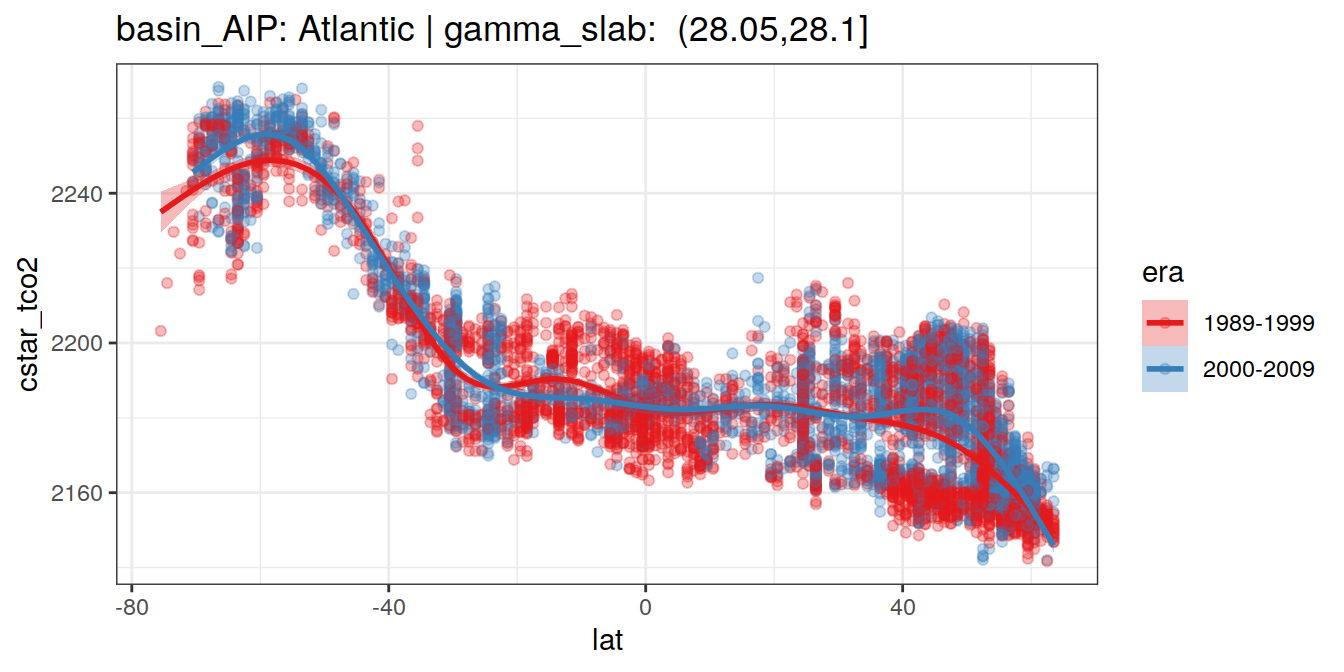 basin_AIP: Atlantic | gamma_slab:  (28.05,28.1]
cstar_tco2
2240
2200
2160
-80
-40
0
40
lat
era
1989-1999
2000-2009